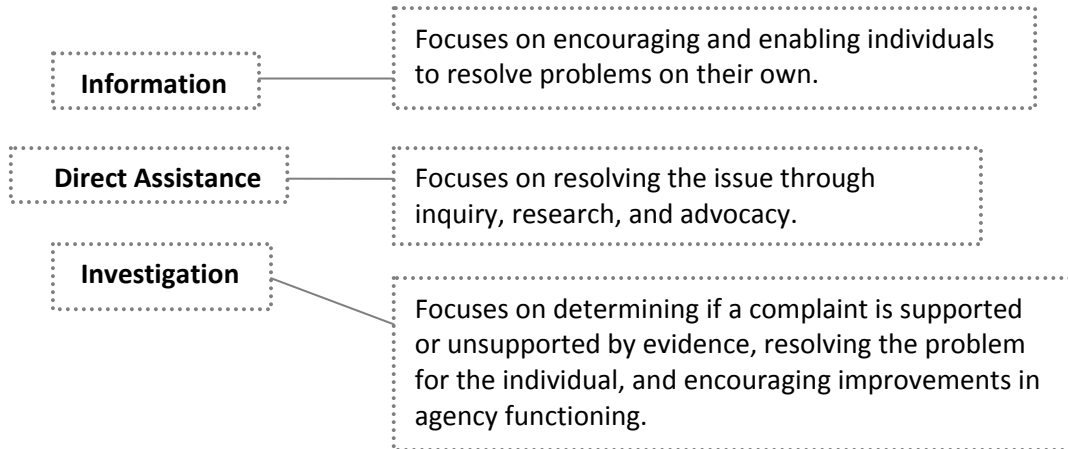 Information
Focuses on encouraging and enabling individuals
to resolve problems on their own.
Direct Assistance
Focuses on resolving the issue through
inquiry, research, and advocacy.
Investigation
Focuses on determining if a complaint is supported
or unsupported by evidence, resolving the problem
for the individual, and encouraging improvements in
agency functioning.